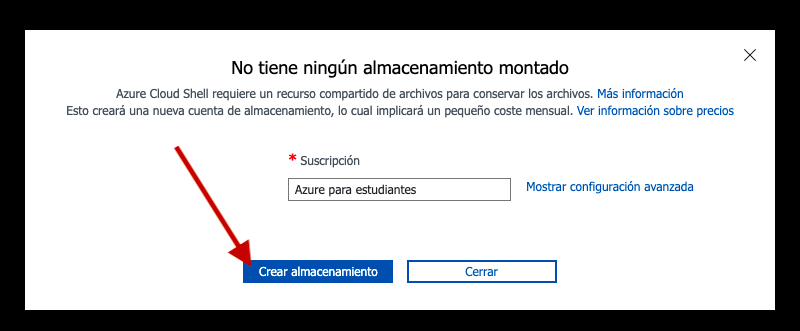 No tiene ningún almacenamiento montado
Azure Cloud Shell requiere un recurso compartido de archivos para conservar los archivos. Más información
Esto creará una nueva cuenta de almacenamiento, lo cual implicará un pequeño coste mensual. Ver información sobre precios
* Suscripción
Azure para estudiantes
Mostrar configuración avanzada
Crear almacenamiento
Cerrar